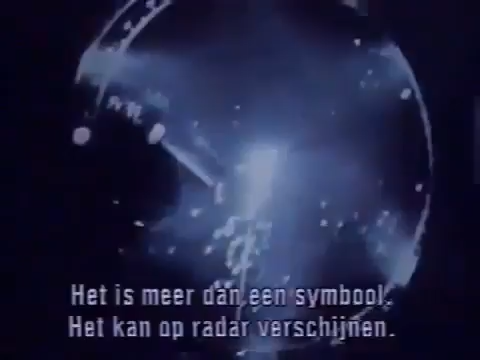 Het is meer dan een symbool.
Het kan op radar verschijnen.